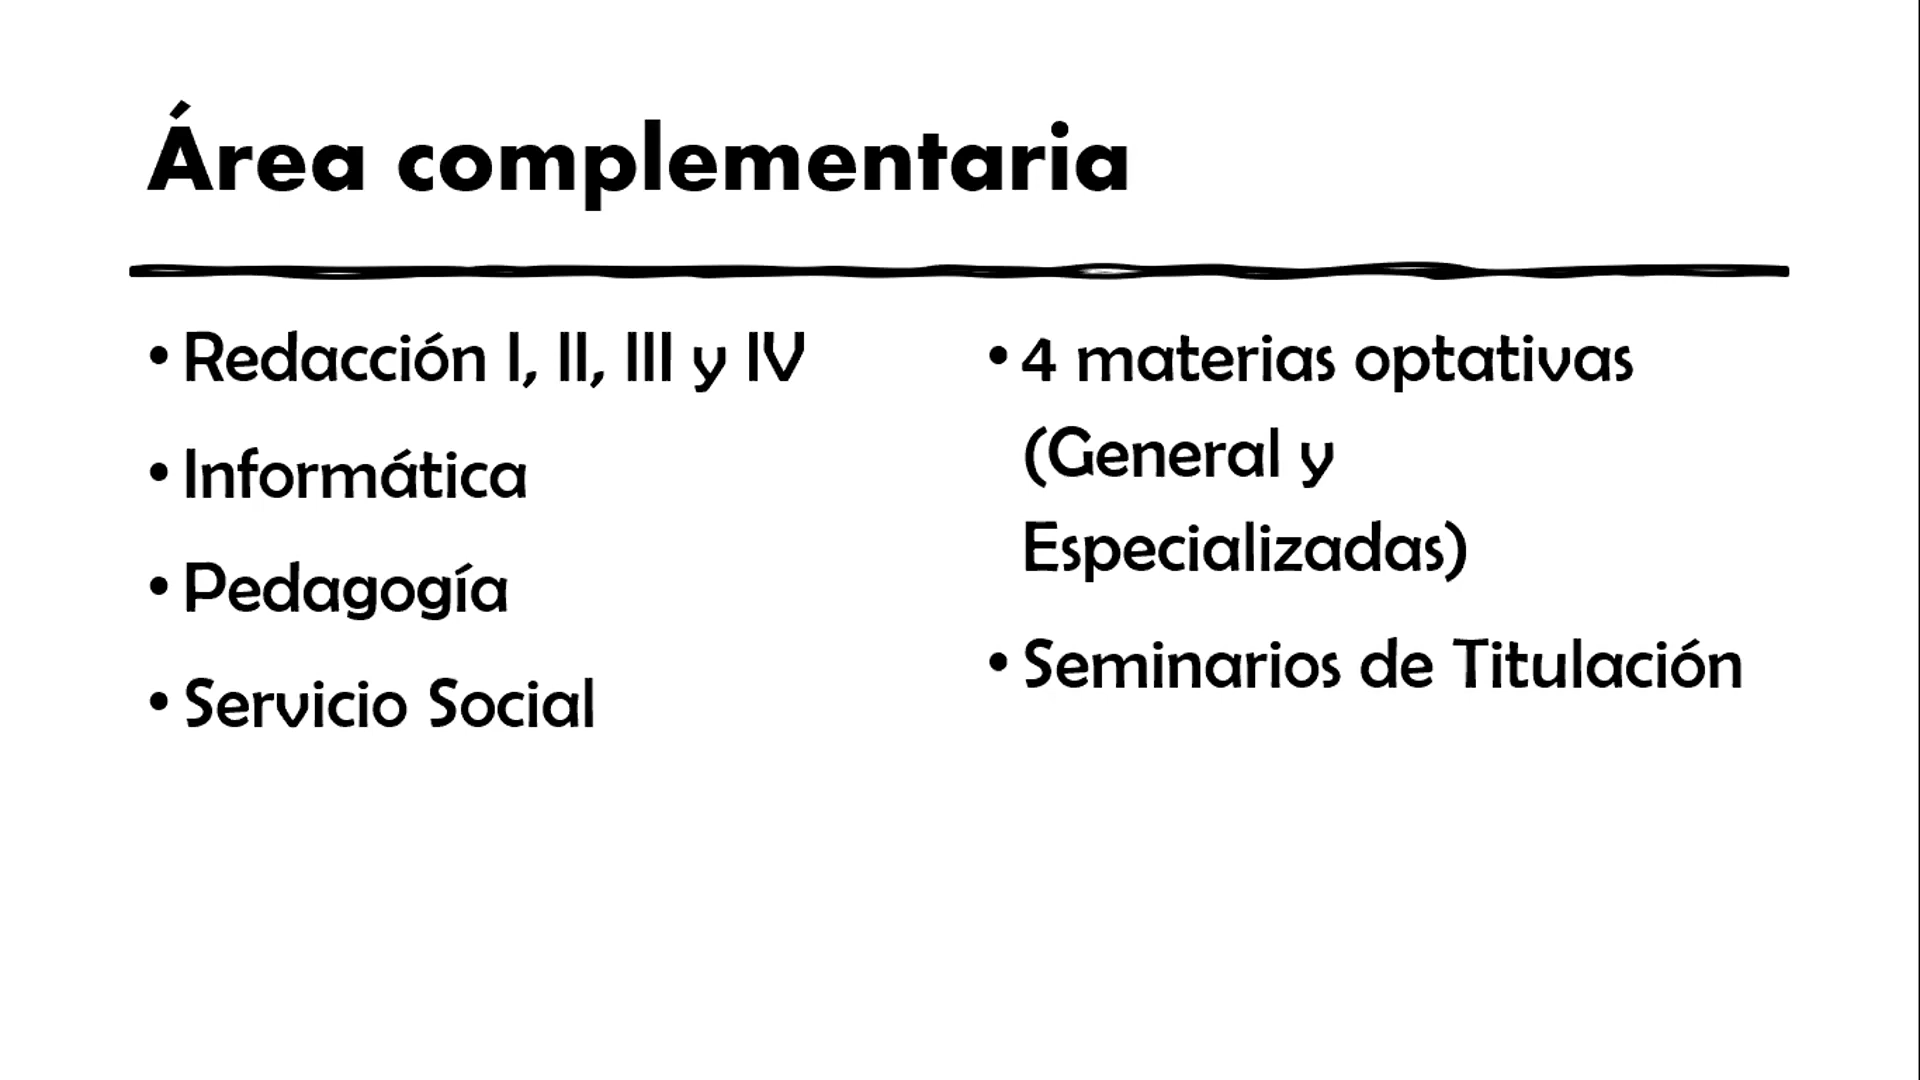 Área complementaria
• Redacción I, II, III y IV
• Informática
• Pedagogía
• Servicio Social
• 4 materias optativas
(General y
Especializadas)
• Seminarios de Titulación